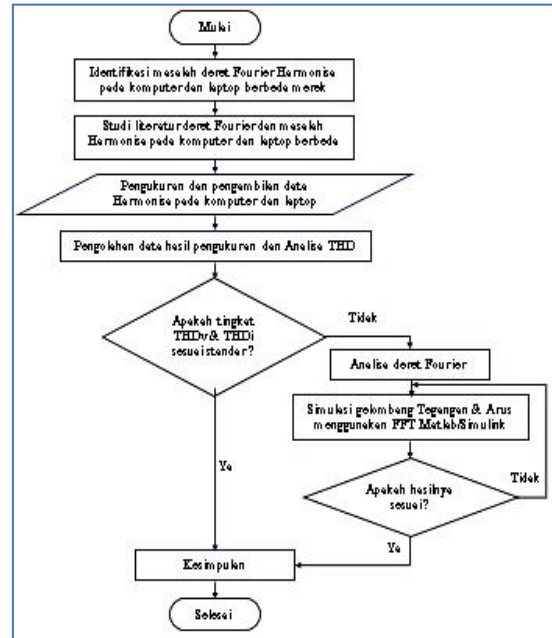 Mulai
Identifikasi masalah deret Fourier Harmonisa
pada komputer dan laptop berbeda merek
Studi literatur deret Fourier dan masalah
Harmonisa pada komputer dan laptop berbeda
Pengukuran dan pengambilan data
Harmonisa pada komputer dan laptop
Pengolahan data hasil pengukuran dan Analisa THD
Apakah tingkat
THDv & THDi
sesuai standar?
Tidak
Analisa deret Fourier
Simulasi gelombang Tegangan & Arus
menggunakan FFT Matlab/Simulink
Ya
Apakah hasilnya
sesuai?
Tidak
Ya
Kesimpulan
Selesai